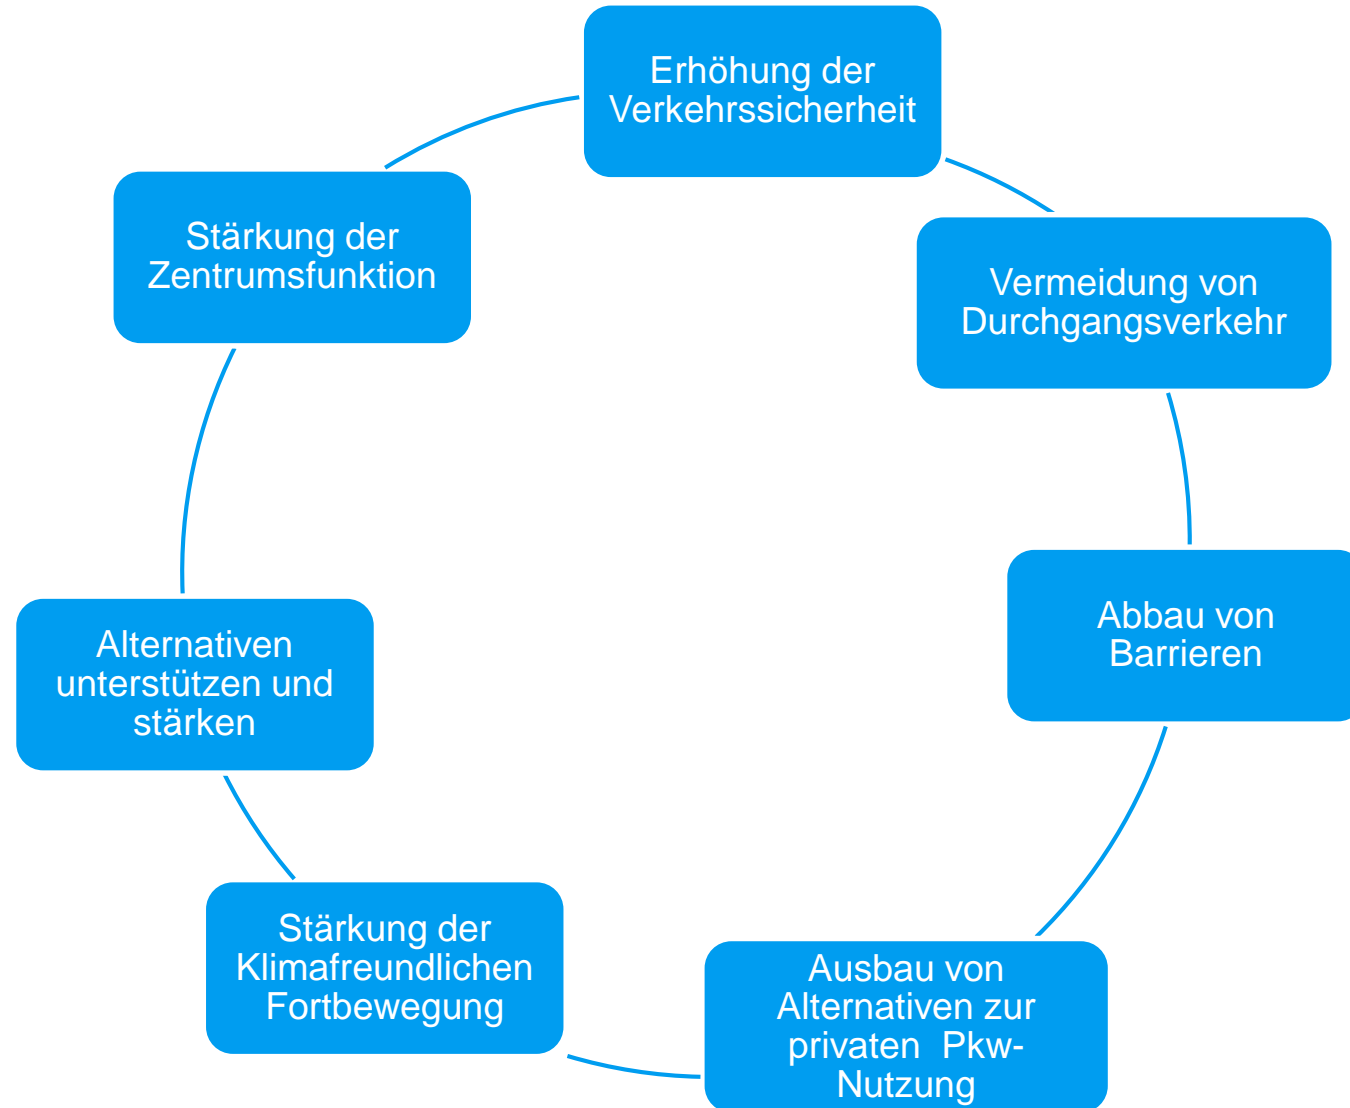 Erhöhung der
Verkehrssicherheit
Vermeidung von
Durchgangsverkehr
Abbau von
Barrieren
Ausbau von
Alternativen zur
privaten  Pkw-
Nutzung
Stärkung der
Klimafreundlichen
Fortbewegung
Alternativen
unterstützen und
stärken
Stärkung der
Zentrumsfunktion